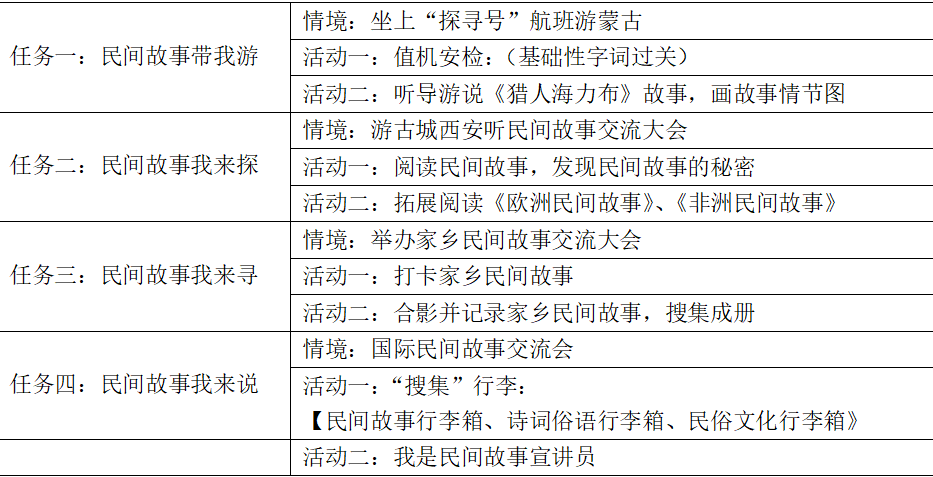 任务一：民间故事带我游
情境：坐上“探寻号”航班游蒙古
活动一：值机安检：（基础性字词过关）
活动二：听导游说《猎人海力布》故事，画故事情节图
任务二：民间故事我来探
情境：游古城西安听民间故事交流大会
活动一：阅读民间故事，发现民间故事的秘密
活动二：拓展阅读《欧洲民间故事》、《非洲民间故事》
任务三：民间故事我来寻
情境：举办家乡民间故事交流大会
活动一：打卡家乡民间故事
活动二：合影并记录家乡民间故事，搜集成册
任务四：民间故事我来说
情境：国际民间故事交流会
活动一：“搜集”行李：
【民间故事行李箱、诗词俗语行李箱、民俗文化行李箱》
活动二：我是民间故事宣讲员